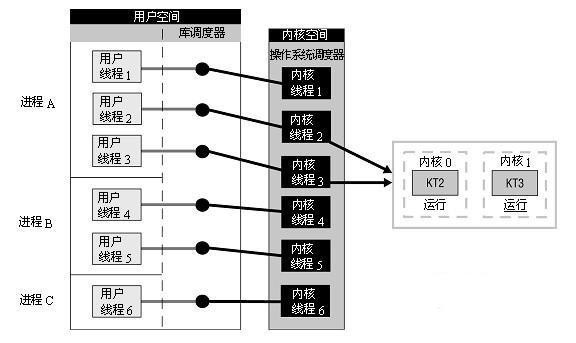 用户空间
库调度器
内核空间
操作系统调度器
进程 A
用户
线程 1
用户
线程 2
用户
线程 3
进程 B
用户
线程 4
用户
线程 5
进程 C
用户
线程 6
内核
线程 1
内核
线程 2
内核
线程 3
内核
线程 4
内核
线程 5
内核
线程 6
内核 0
KT2
运行
内核 1
KT3
运行